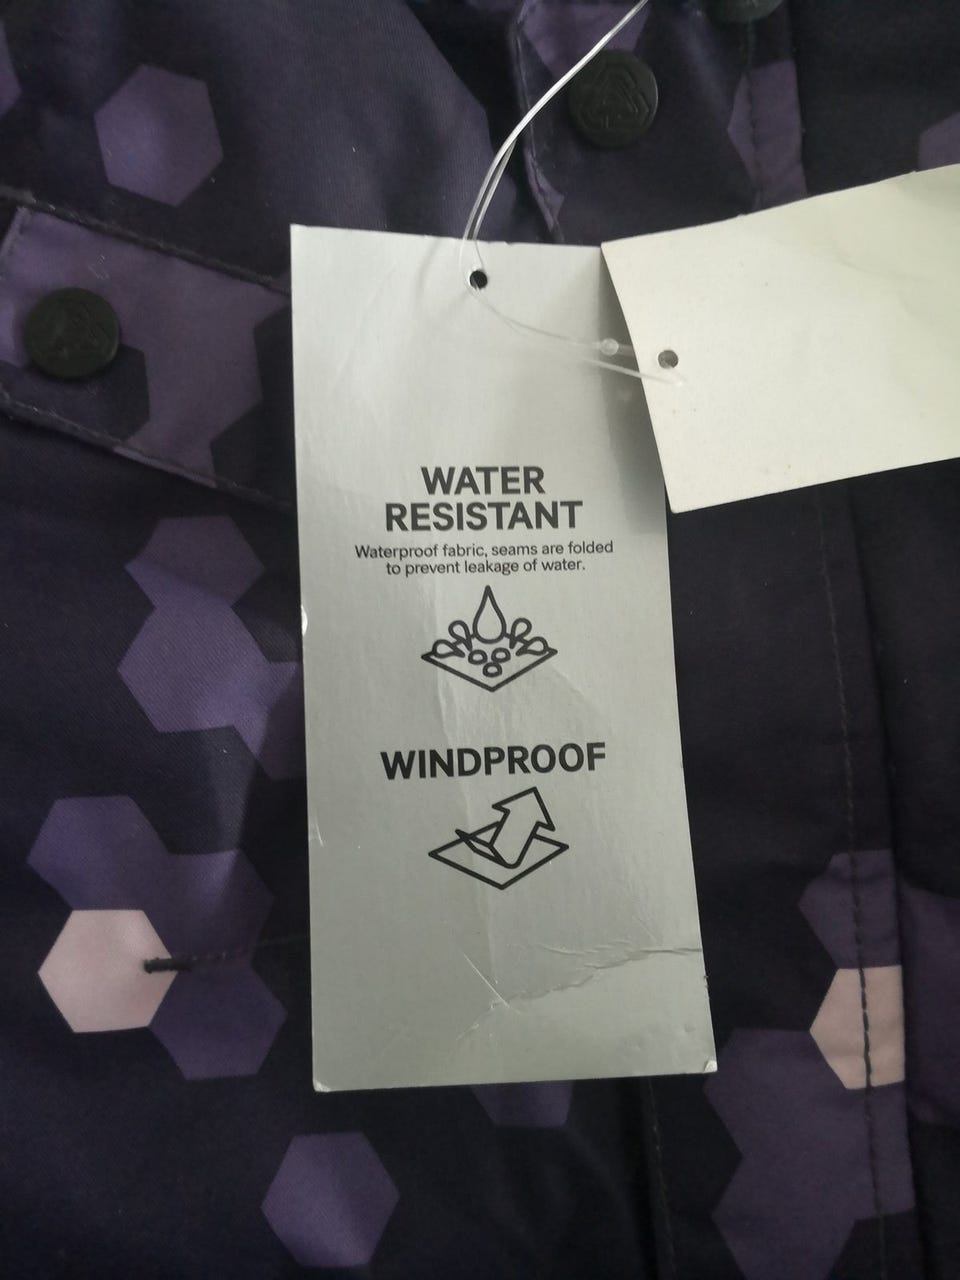 WATER
RESISTANT
Waterproof fabric, seams are folded
to prevent leakage of water.
WINDPROOF